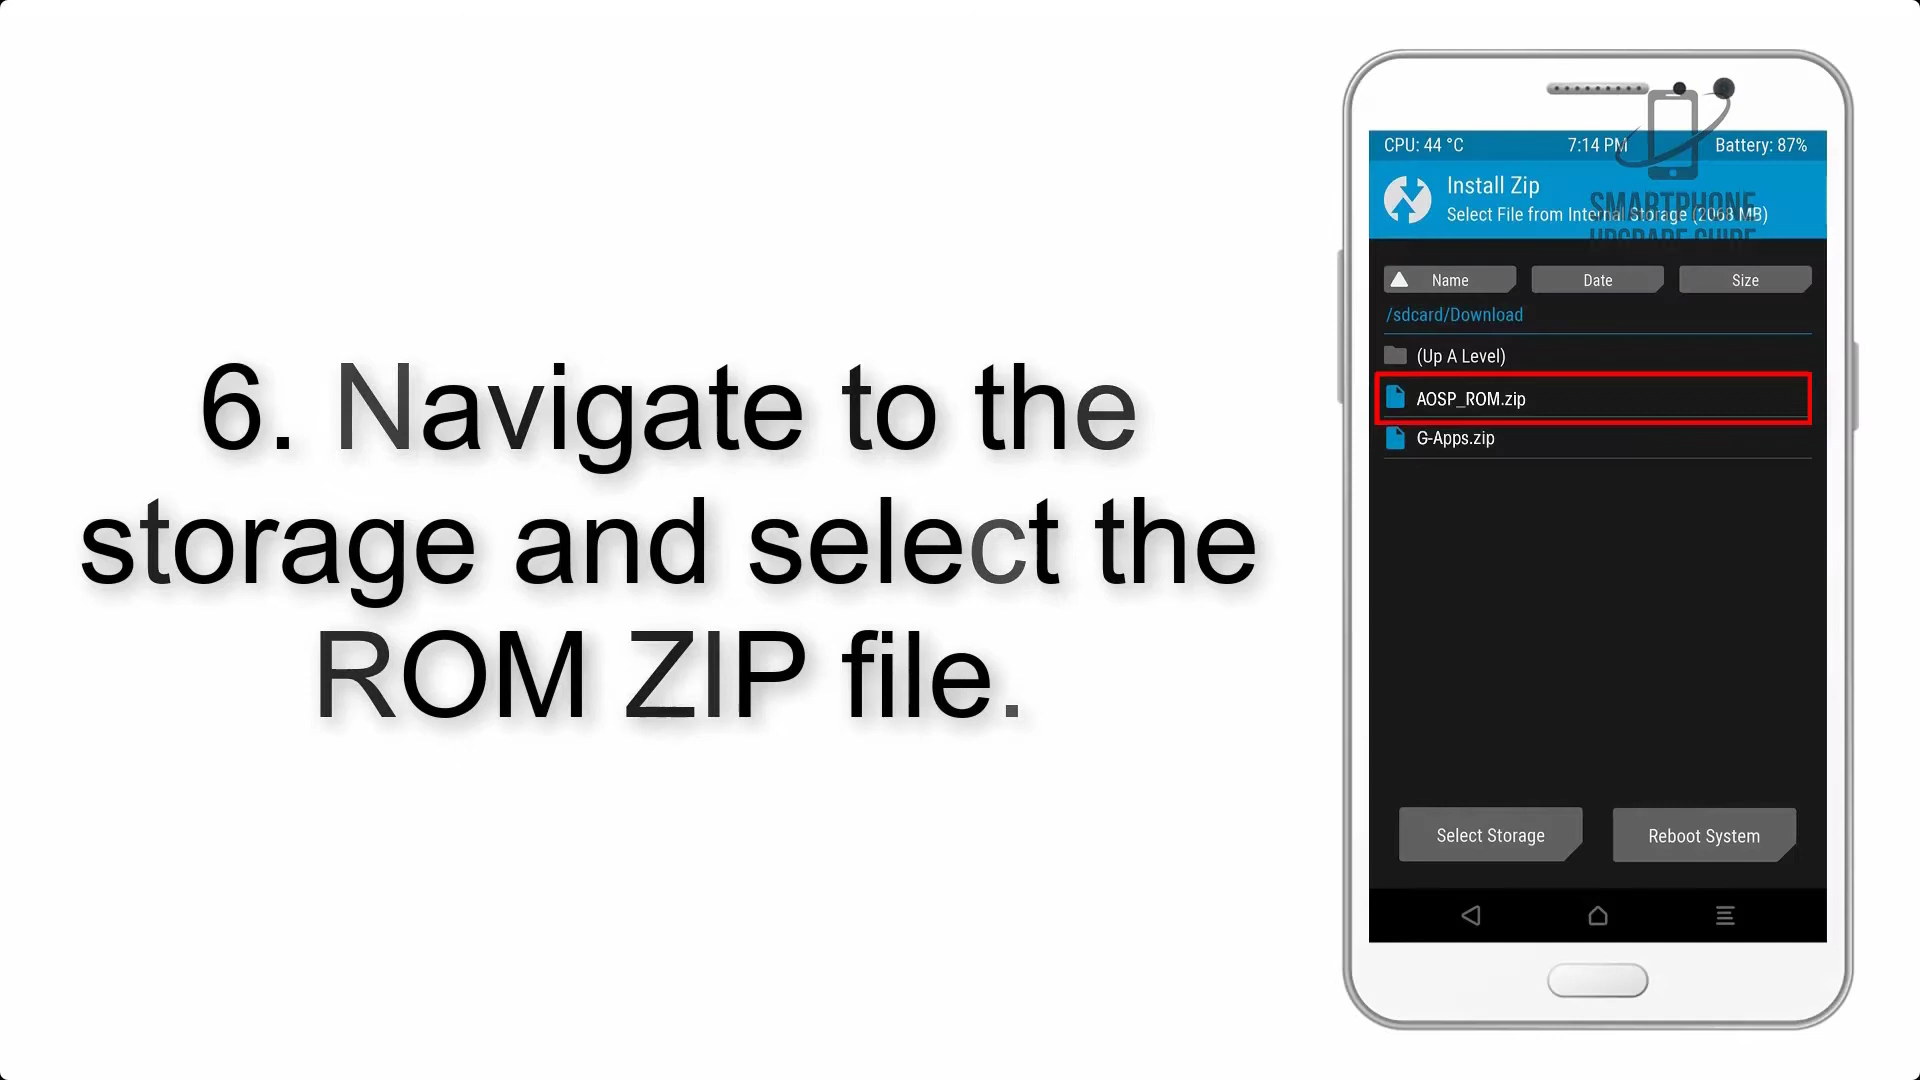 6. Navigate to the
storage and select the
ROM ZIP file.
CPU: 44 °C 7:14 PM Battery: 87%
Install Zip
Select File from Internal Storage (2068 MB)
SMARTPHONE
UPGRADE GUIDE
Name Date Size
/sdcard/Download
(Up A Level)
AOSP_ROM.zip
G-Apps.zip
Select Storage Reboot System